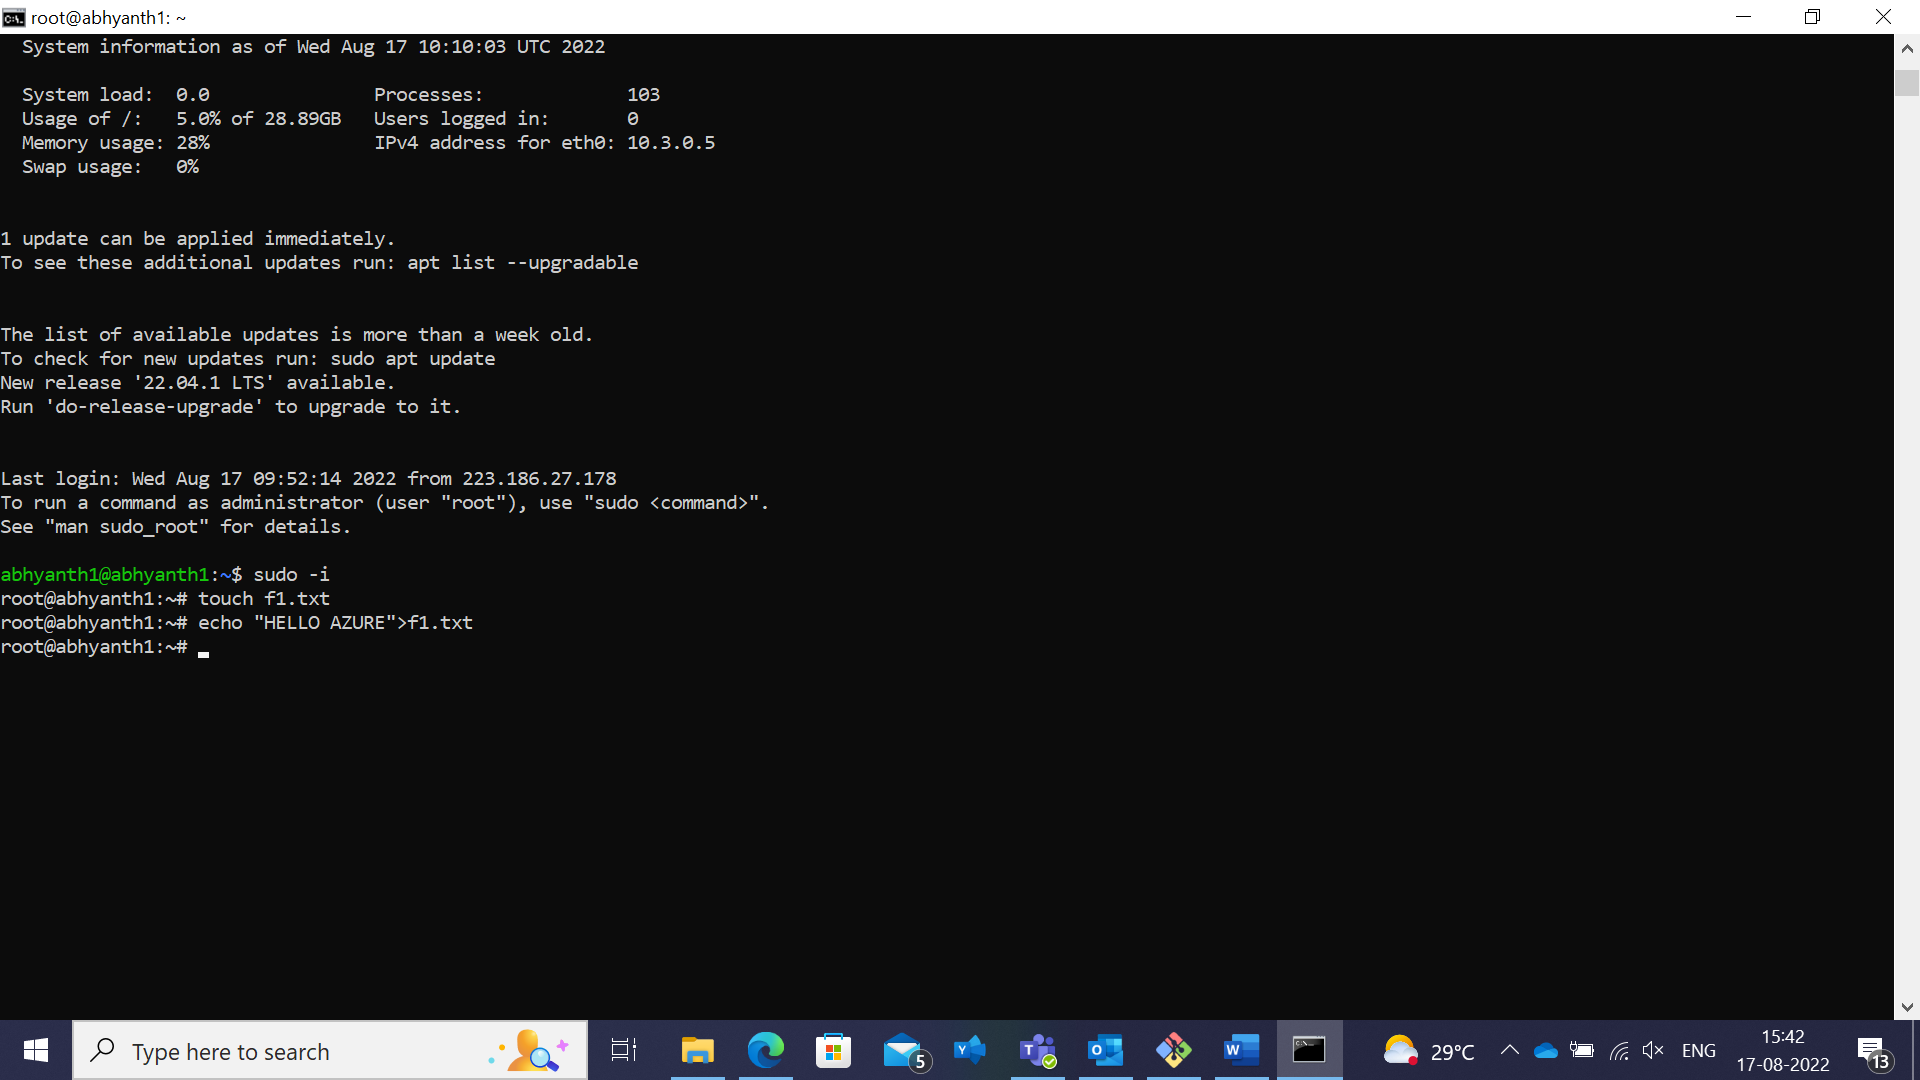 root@abhyanth1: ~
System information as of Wed Aug 17 10:10:03 UTC 2022
System load: 0.0 Processes: 103
Usage of /: 5.0% of 28.89GB Users logged in: 0
Memory usage: 28% IPv4 address for eth0: 10.3.0.5
Swap usage: 0%
1 update can be applied immediately.
To see these additional updates run: apt list --upgradable
The list of available updates is more than a week old.
To check for new updates run: sudo apt update
New release '22.04.1 LTS' available.
Run 'do-release-upgrade' to upgrade to it.
Last login: Wed Aug 17 09:52:14 2022 from 223.186.27.178
To run a command as administrator (user "root"), use "sudo <command>".
See "man sudo_root" for details.
abhyanth1@abhyanth1:~$ sudo -i
root@abhyanth1:~# touch f1.txt
root@abhyanth1:~# echo "HELLO AZURE">f1.txt
root@abhyanth1:~#
Type here to search
5
29°C
ENG
15:42
17-08-2022
13